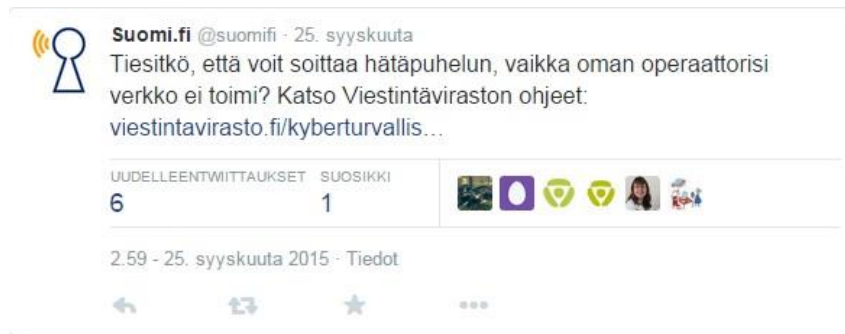 Suomi.fi @suomifi · 25. syyskuuta
Tiesitkö, että voit soittaa hätäpuhelun, vaikka oman operaattorisi
verkko ei toimi? Katso Viestintäviraston ohjeet:
viestintavirasto.fi/kyberturvallis…
UUDELLEENTWIITTAUKSET SUOSIKKI
6 1
2.59 - 25. syyskuuta 2015 · Tiedot